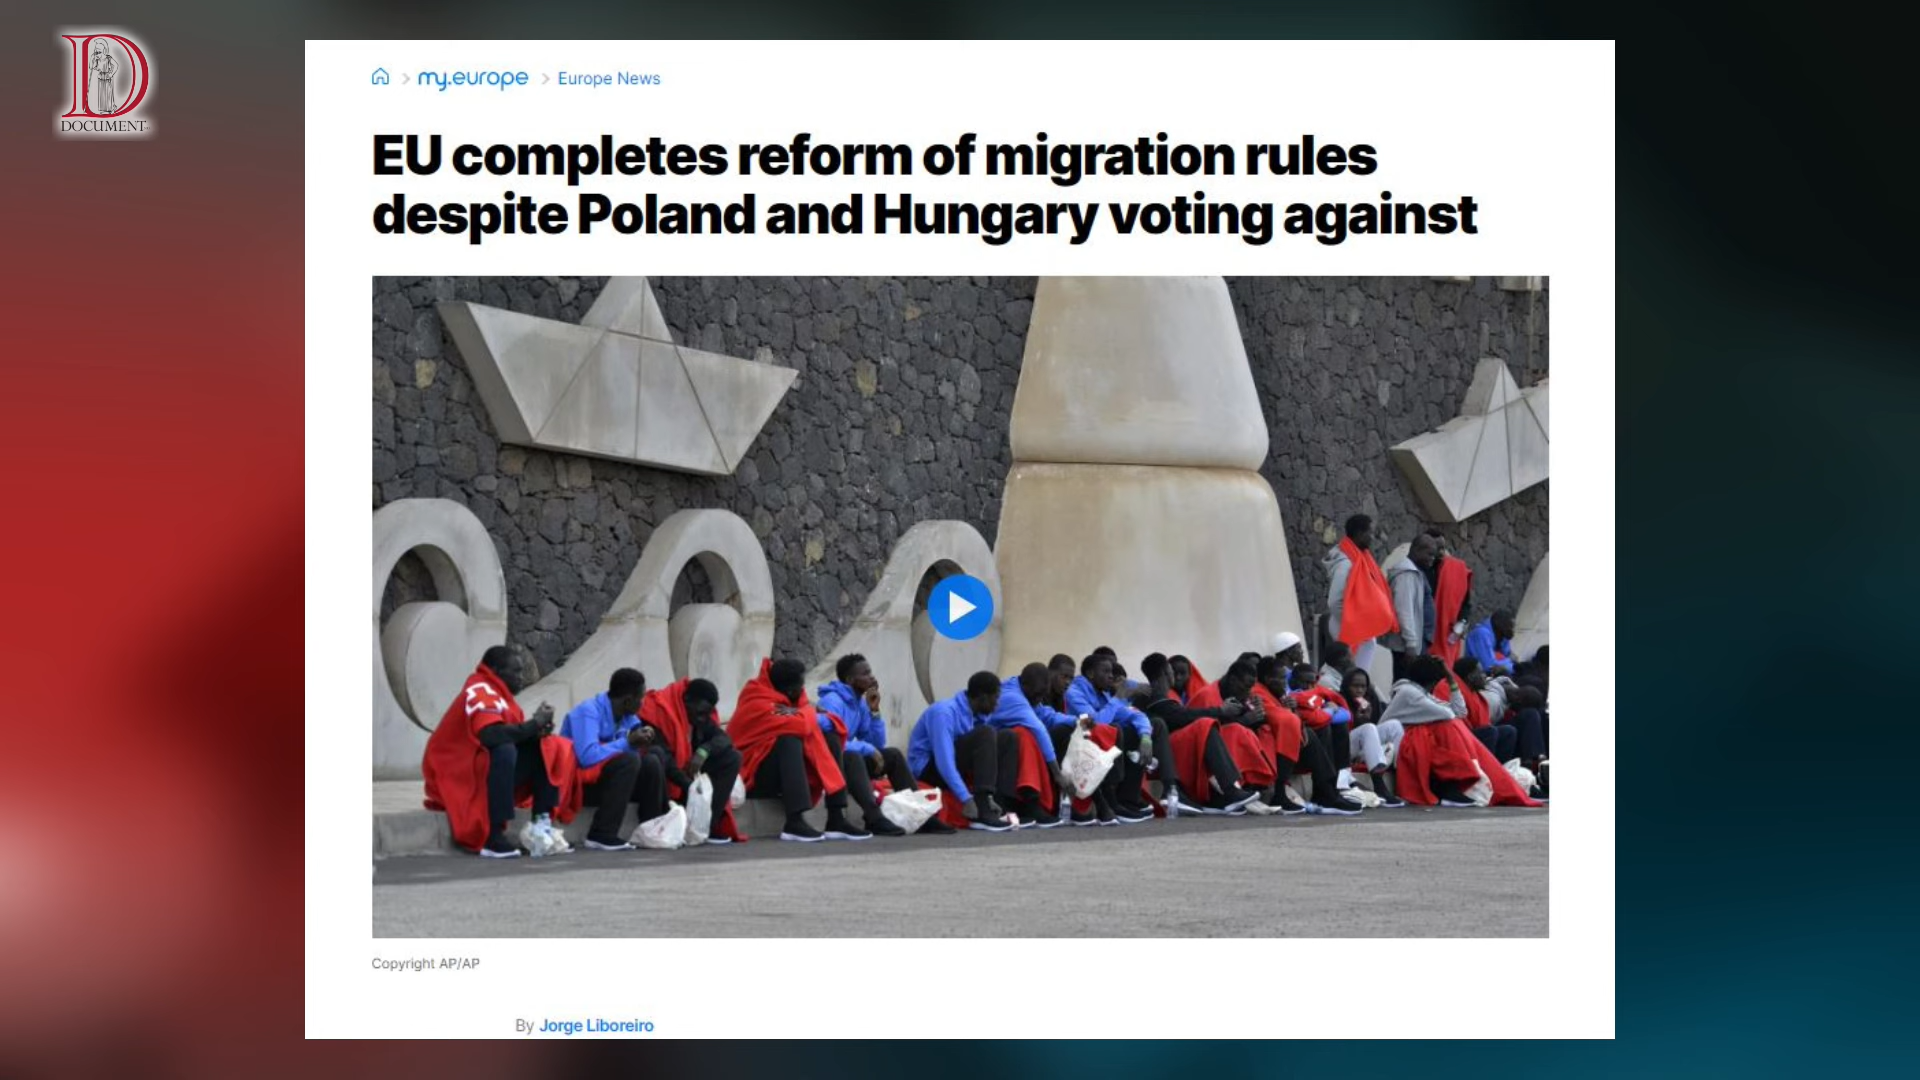 D
DOCUMENT
my.europe
Europe News
EU completes reform of migration rules
despite Poland and Hungary voting against
Copyright AP/AP
By Jorge Liboreiro